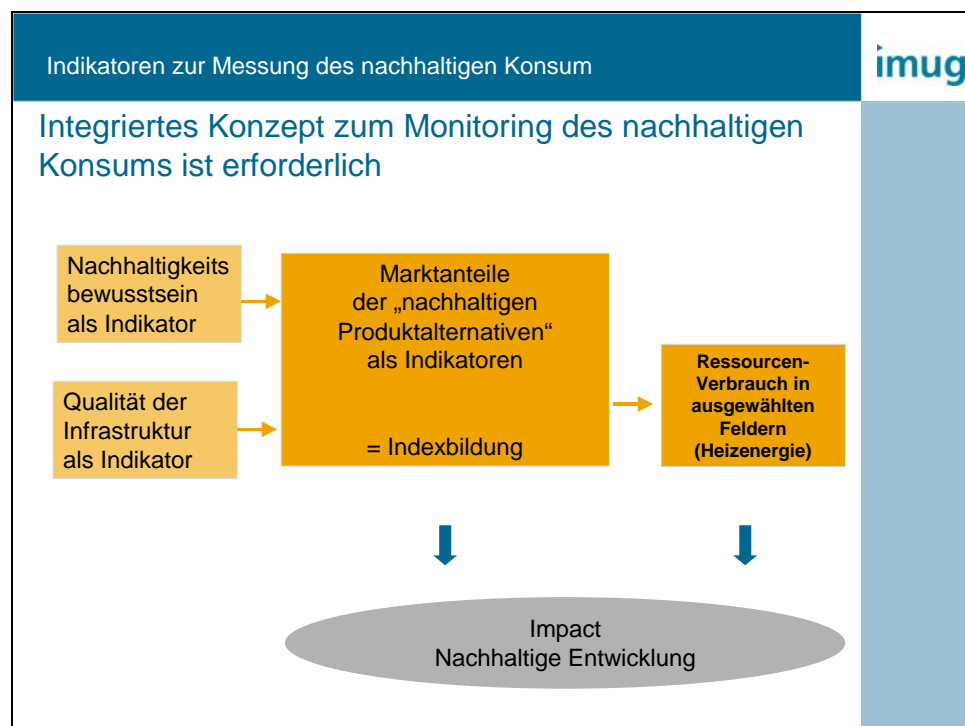 Indikatoren zur Messung des nachhaltigen Konsum
imug
Integriertes Konzept zum Monitoring des nachhaltigen
Konsums ist erforderlich
Nachhaltigkeits
bewusstsein
als Indikator
Qualität der
Infrastruktur
als Indikator
Marktanteile
der „nachhaltigen
Produktalternativen“
als Indikatoren
= Indexbildung
Ressourcen-
Verbrauch in
ausgewählten
Feldern
(Heizenergie)
Impact
Nachhaltige Entwicklung